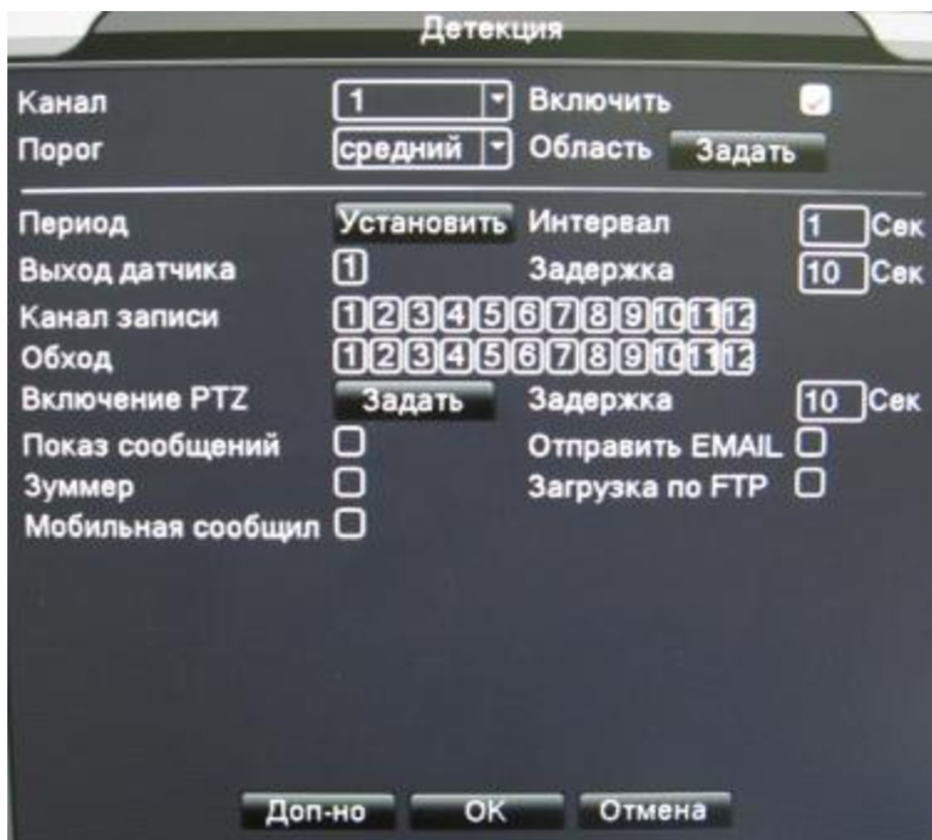 Детекция
Канал 1 Включить
Порог средний Область Задать
Период Установить Интервал 1 Сек
Выход датчика 1 Задержка 10 Сек
Канал записи 1 2 3 4 5 6 7 8 9 10 11 12
Обход 1 2 3 4 5 6 7 8 9 10 11 12
Включение PTZ Задать Задержка 10 Сек
Показ сообщений Отправить EMAIL
Зуммер Загрузка по FTP
Мобильная сообщил
Доп-но ОК Отмена